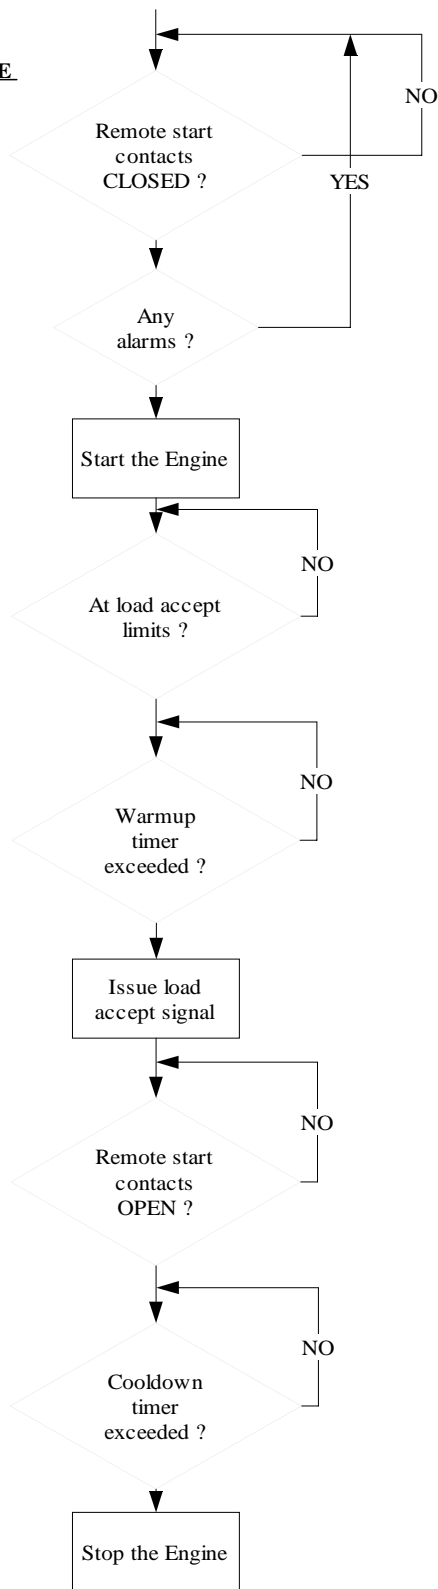 E
NO
Remote start
contacts
CLOSED ?
YES
Any
alarms ?
Start the Engine
NO
At load accept
limits ?
NO
Warmup
timer
exceeded ?
Issue load
accept signal
NO
Remote start
contacts
OPEN ?
NO
Cooldown
timer
exceeded ?
Stop the Engine